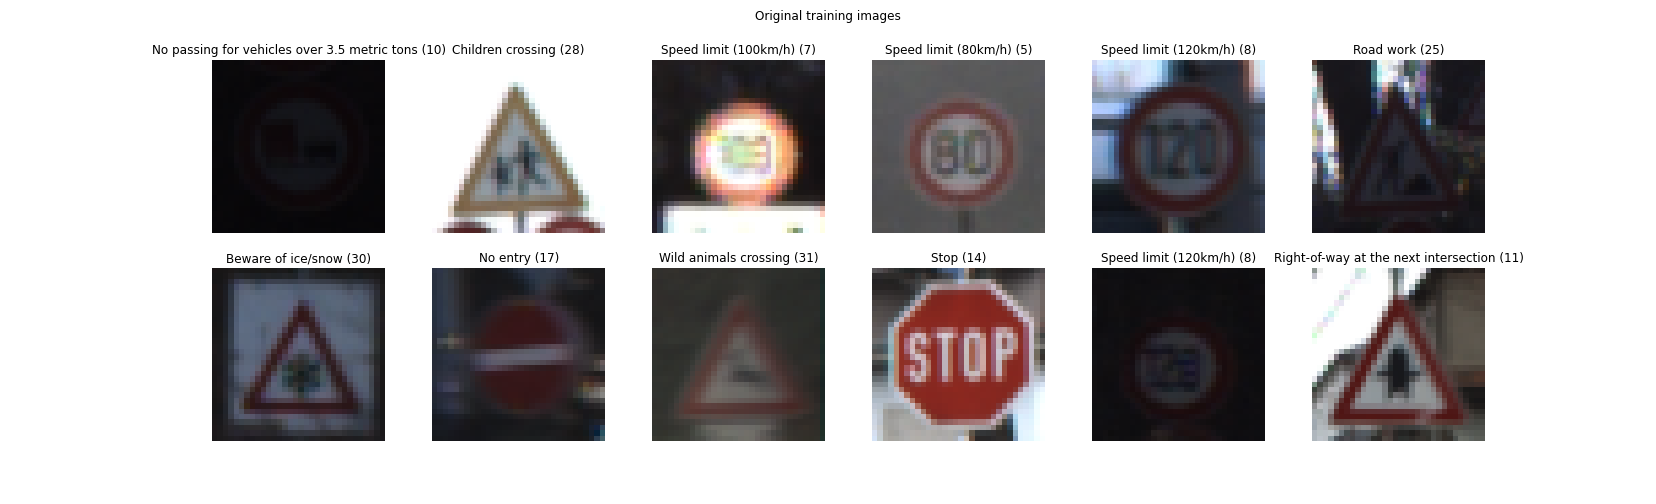 Original training images
No passing for vehicles over 3.5 metric tons (10)
Children crossing (28)
Speed limit (100km/h) (7)
Speed limit (80km/h) (5)
Speed limit (120km/h) (8)
Road work (25)
80
120
Beware of ice/snow (30)
No entry (17)
Wild animals crossing (31)
Stop (14)
Speed limit (120km/h) (8)
Right-of-way at the next intersection (11)
STOP